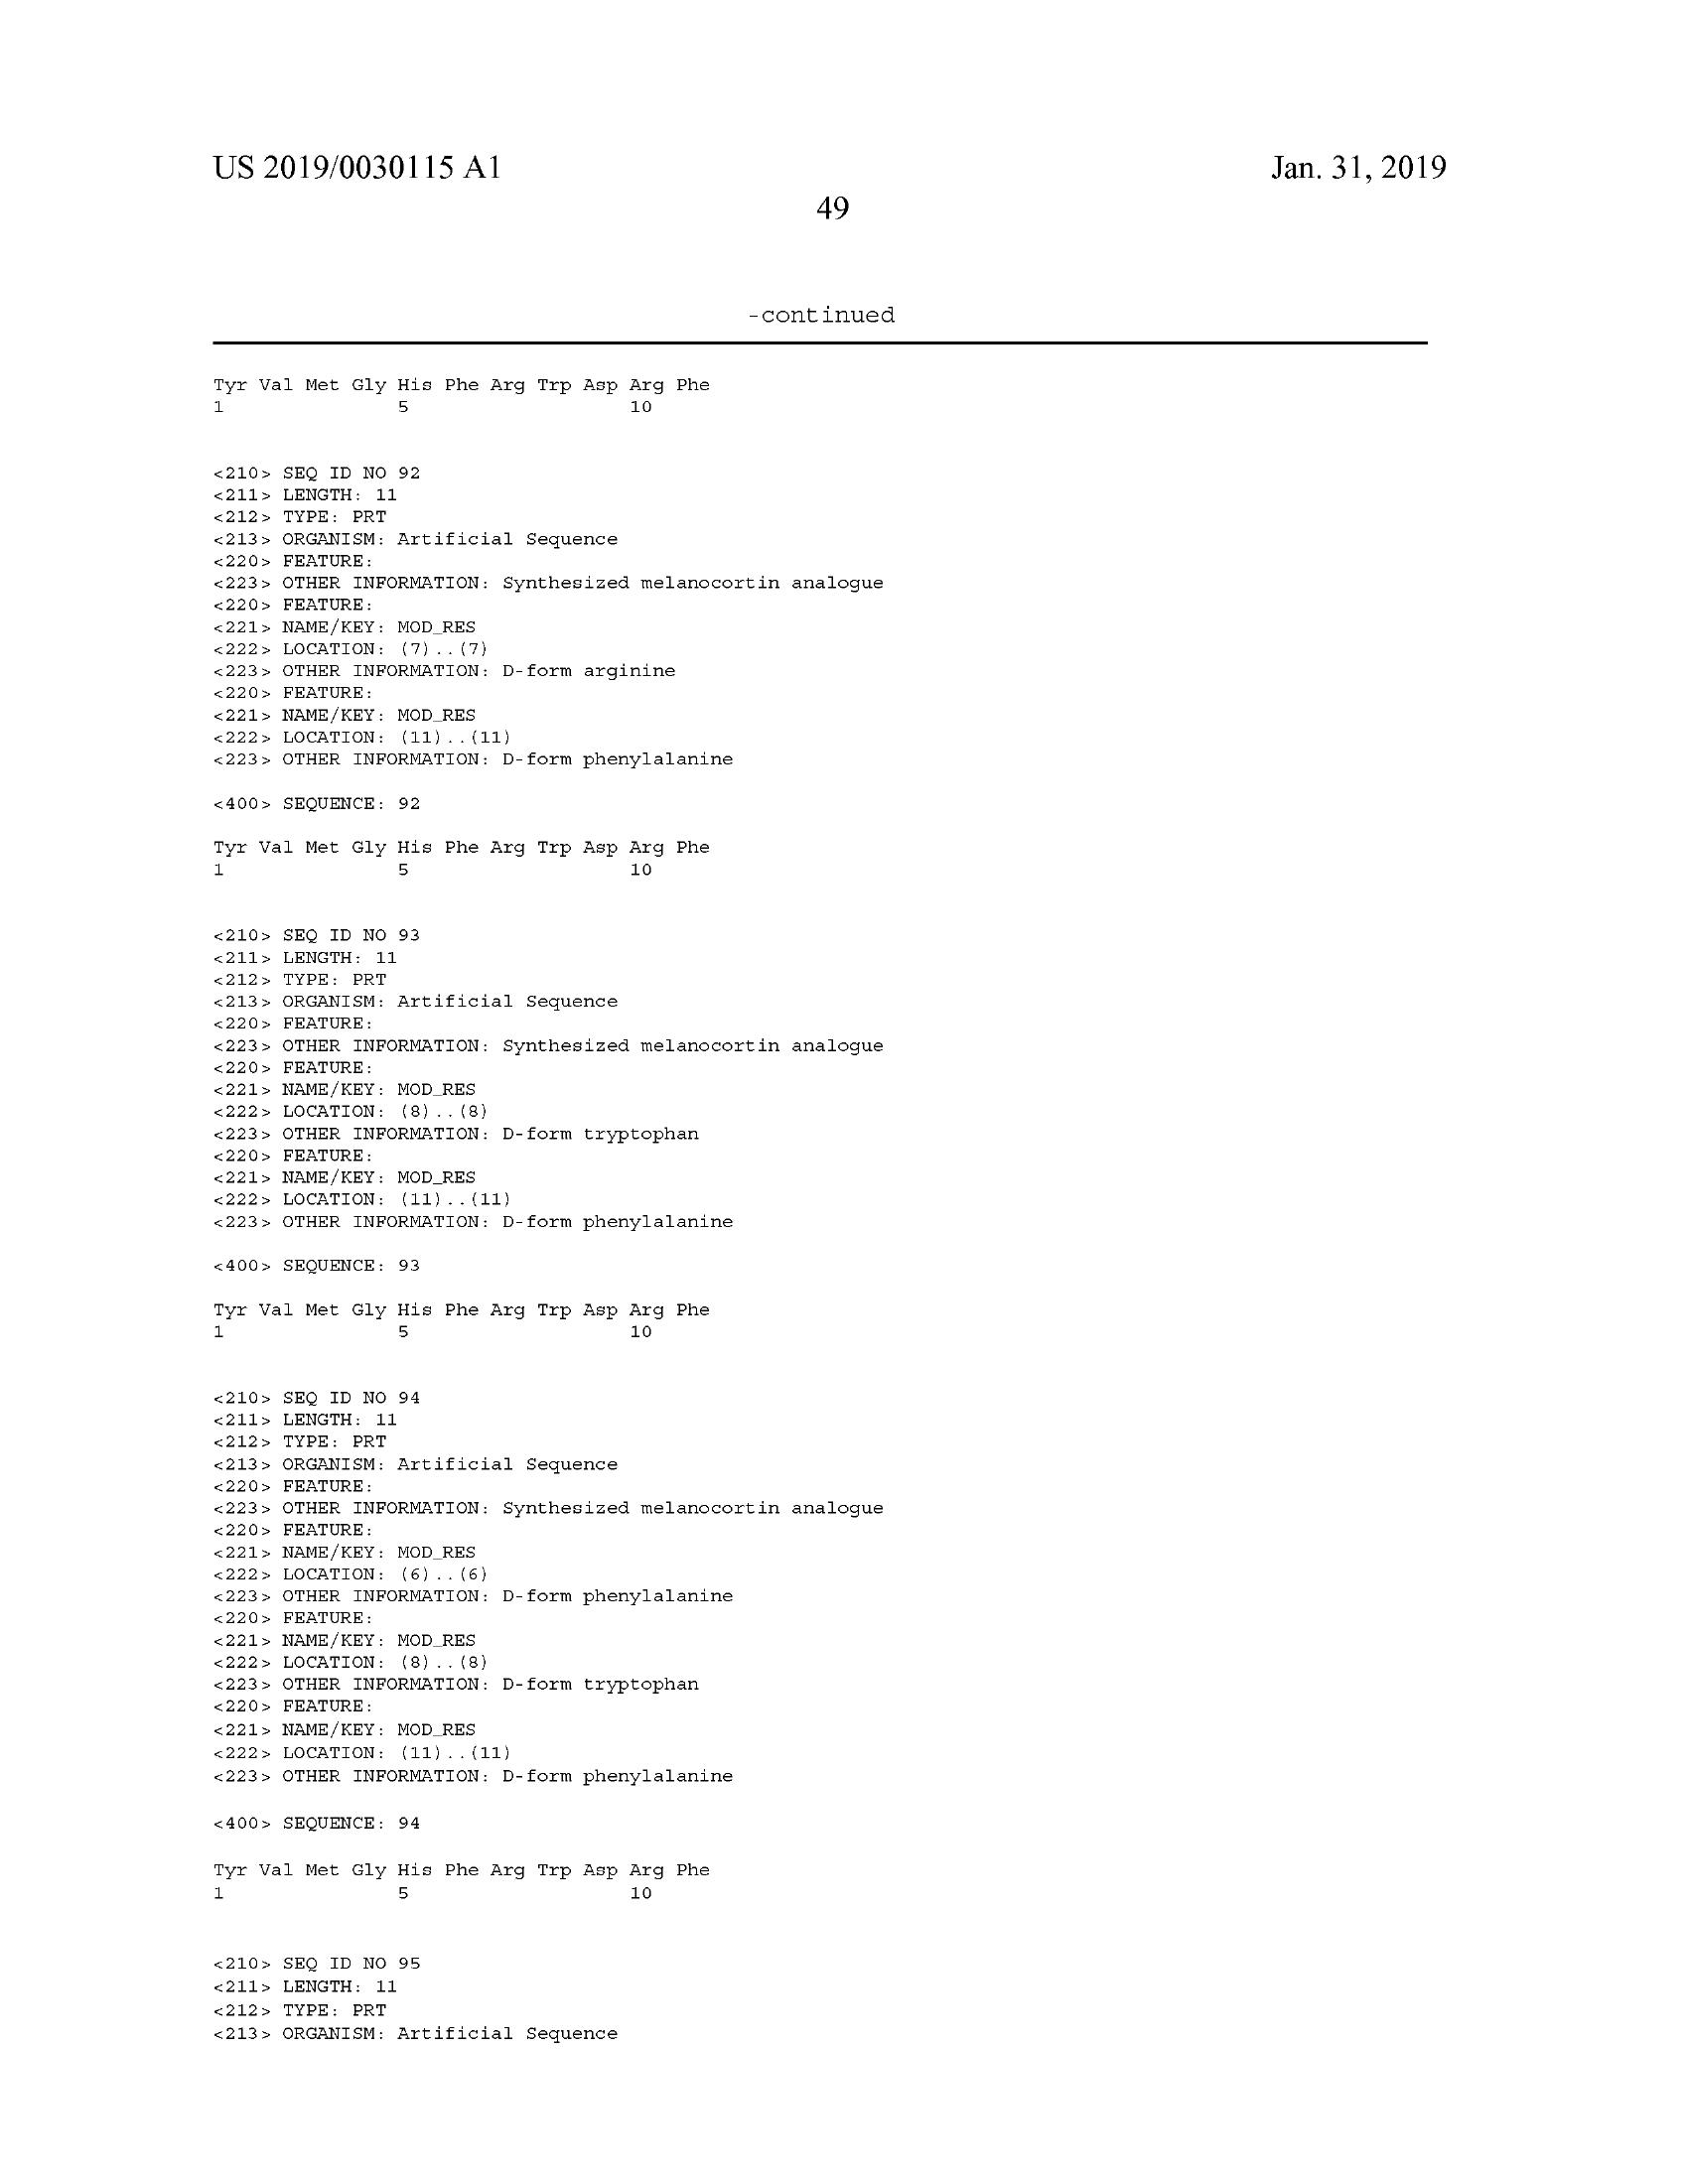 US 2019/0030115 A1
Jan. 31, 2019
49
-continued
Tyr Val Met Gly His Phe Arg Trp Asp Arg Phe
1 5 10
<210> SEQ ID NO 92
<211> LENGTH: 11
<212> TYPE: PRT
<213> ORGANISM: Artificial Sequence
<220> FEATURE:
<223> OTHER INFORMATION: Synthesized melanocortin analogue
<220> FEATURE:
<221> NAME/KEY: MOD_RES
<222> LOCATION: (7)..(7)
<223> OTHER INFORMATION: D-form arginine
<220> FEATURE:
<221> NAME/KEY: MOD_RES
<222> LOCATION: (11)..(11)
<223> OTHER INFORMATION: D-form phenylalanine
<400> SEQUENCE: 92
Tyr Val Met Gly His Phe Arg Trp Asp Arg Phe
1 5 10
<210> SEQ ID NO 93
<211> LENGTH: 11
<212> TYPE: PRT
<213> ORGANISM: Artificial Sequence
<220> FEATURE:
<223> OTHER INFORMATION: Synthesized melanocortin analogue
<220> FEATURE:
<221> NAME/KEY: MOD_RES
<222> LOCATION: (8)..(8)
<223> OTHER INFORMATION: D-form tryptophan
<220> FEATURE:
<221> NAME/KEY: MOD_RES
<222> LOCATION: (11)..(11)
<223> OTHER INFORMATION: D-form phenylalanine
<400> SEQUENCE: 93
Tyr Val Met Gly His Phe Arg Trp Asp Arg Phe
1 5 10
<210> SEQ ID NO 94
<211> LENGTH: 11
<212> TYPE: PRT
<213> ORGANISM: Artificial Sequence
<220> FEATURE:
<223> OTHER INFORMATION: Synthesized melanocortin analogue
<220> FEATURE:
<221> NAME/KEY: MOD_RES
<222> LOCATION: (6)..(6)
<223> OTHER INFORMATION: D-form phenylalanine
<220> FEATURE:
<221> NAME/KEY: MOD_RES
<222> LOCATION: (8)..(8)
<223> OTHER INFORMATION: D-form tryptophan
<220> FEATURE:
<221> NAME/KEY: MOD_RES
<222> LOCATION: (11)..(11)
<223> OTHER INFORMATION: D-form phenylalanine
<400> SEQUENCE: 94
Tyr Val Met Gly His Phe Arg Trp Asp Arg Phe
1 5 10
<210> SEQ ID NO 95
<211> LENGTH: 11
<212> TYPE: PRT
<213> ORGANISM: Artificial Sequence